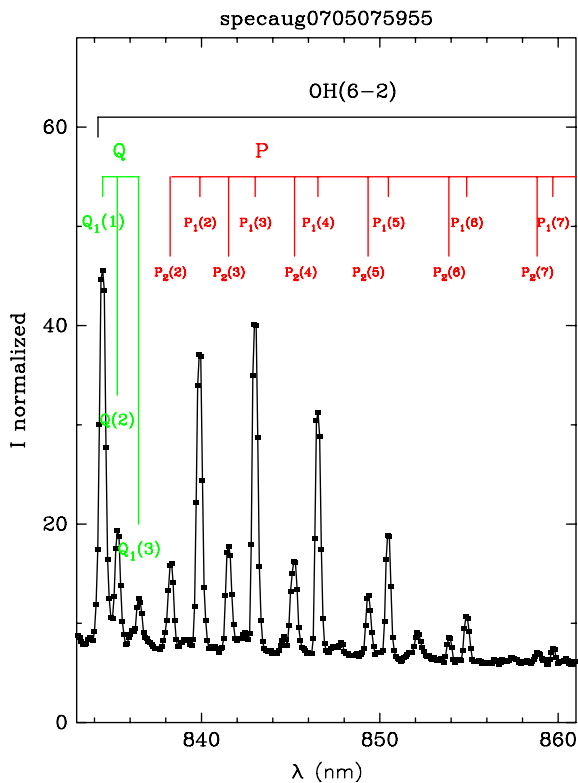 specaug0705075955
OH(6−2)
60
Q P
Q₁(1) P₁(2) P₁(3) P₁(4) P₁(5) P₁(6) P₁(7)
P₂(2) P₂(3) P₂(4) P₂(5) P₂(6) P₂(7)
40
I normalized
Q(2)
20
Q₁(3)
0
840 850 860
λ (nm)